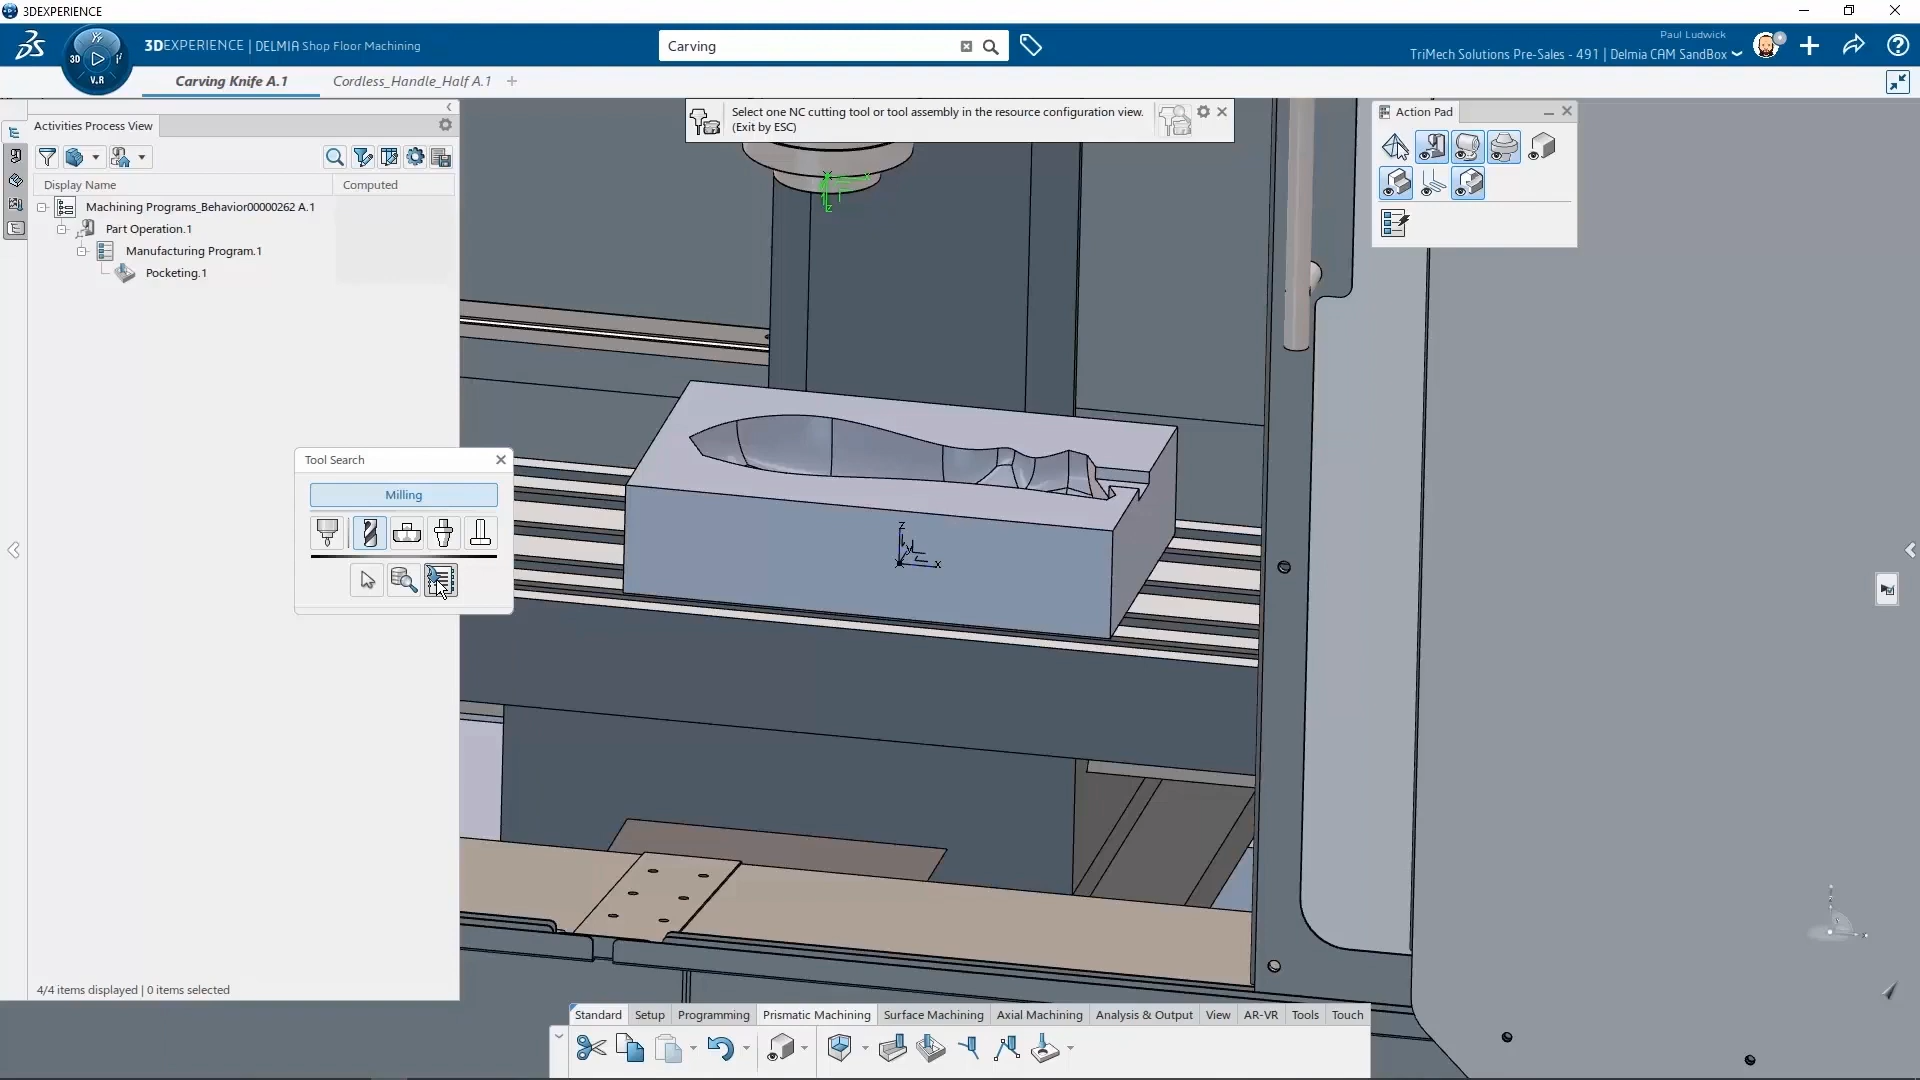 3DEXPERIENCE
3DEXPERIENCE | DELMIA Shop Floor Machining
3D
V.R
Carving
Paul Ludwick
TriMech Solutions Pre-Sales - 491 | Delmia CAM SandBox
Carving Knife A.1
Cordless_Handle_Half A.1
Activities Process View
Select one NC cutting tool or tool assembly in the resource configuration view.
(Exit by ESC)
Action Pad
Display Name
Computed
Machining Programs_Behavior00000262 A.1
Part Operation.1
Manufacturing Program.1
Pocketing.1
Tool Search
Milling
z
x
z
4/4 items displayed | 0 items selected
Standard
Setup
Programming
Prismatic Machining
Surface Machining
Axial Machining
Analysis & Output
View
AR-VR
Tools
Touch